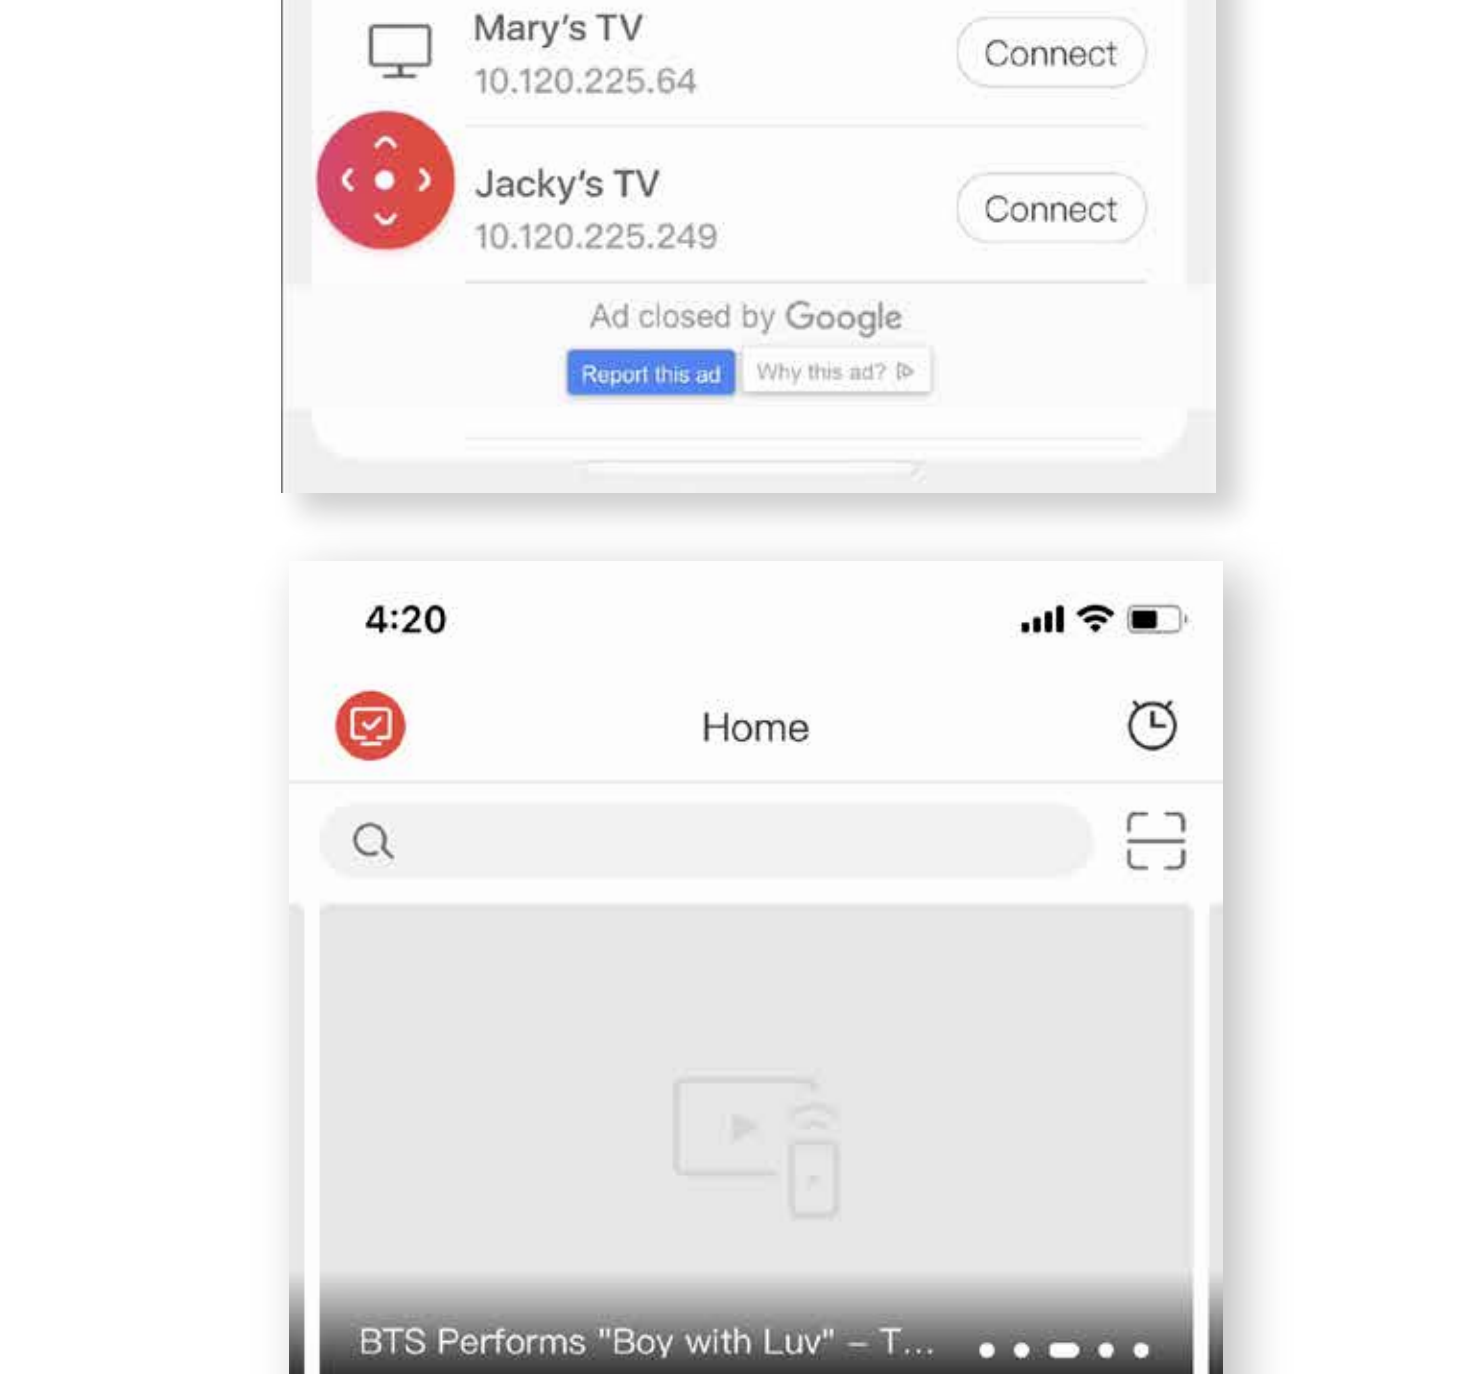 Mary's TV
Connect
10.120.225.64
Jacky's TV
Connect
10.120.225.249
Ad closed by Google
Report this ad
Why this ad?
4:20
Home
BTS Performs "Boy with Luv" – T...